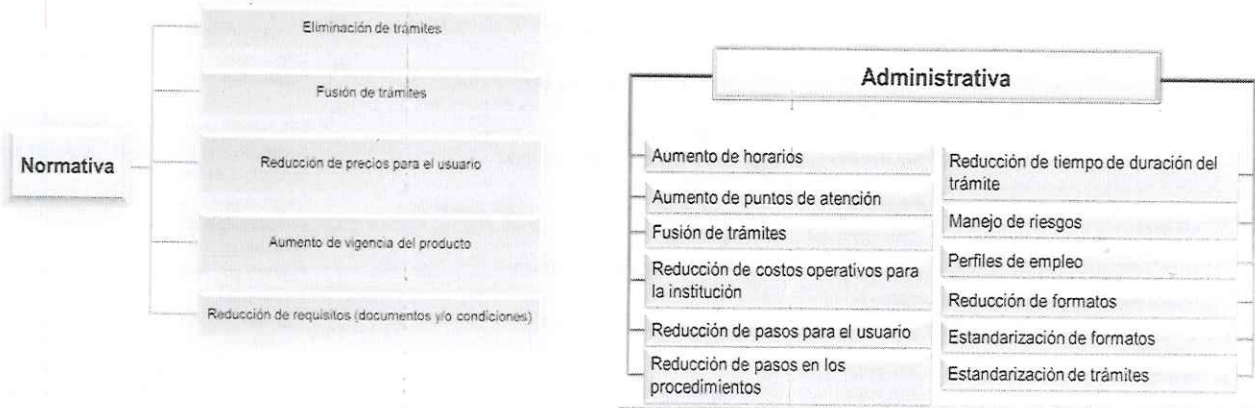 Normativa
Eliminación de trámites
Fusión de trámites
Reducción de precios para el usuario
Aumento de vigencia del producto
Reducción de requisitos (documentos y/o condiciones)
Administrativa
Aumento de horarios
Aumento de puntos de atención
Fusión de trámites
Reducción de costos operativos para
la institución
Reducción de pasos para el usuario
Reducción de pasos en los
procedimientos
Reducción de tiempo de duración del
trámite
Manejo de riesgos
Perfiles de empleo
Reducción de formatos
Estandarización de formatos
Estandarización de trámites